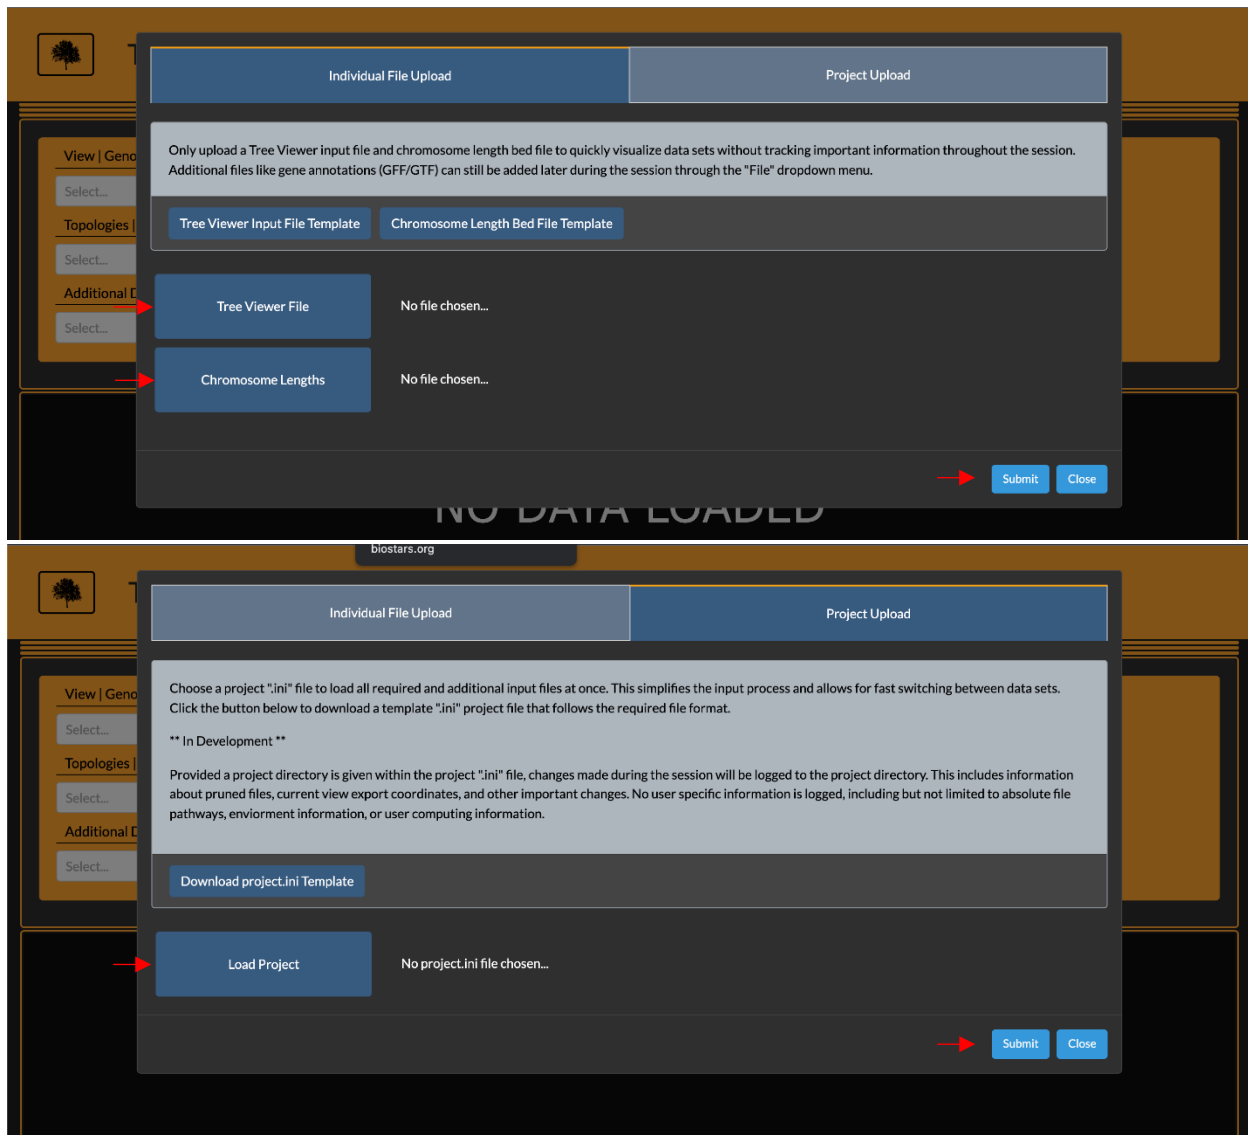 T
Individual File Upload
Project Upload
Only upload a Tree Viewer input file and chromosome length bed file to quickly visualize data sets without tracking important information throughout the session.
Additional files like gene annotations (GFF/GTF) can still be added later during the session through the "File" dropdown menu.
Tree Viewer Input File Template
Chromosome Length Bed File Template
View | Geno
Select...
Topologies |
Select...
Additional D
Select...
Tree Viewer File
No file chosen...
Chromosome Lengths
No file chosen...
Submit
Close
NO DATA LOADED
biostars.org
T
Individual File Upload
Project Upload
Choose a project ".ini" file to load all required and additional input files at once. This simplifies the input process and allows for fast switching between data sets.
Click the button below to download a template ".ini" project file that follows the required file format.
** In Development **
Provided a project directory is given within the project ".ini" file, changes made during the session will be logged to the project directory. This includes information
about pruned files, current view export coordinates, and other important changes. No user specific information is logged, including but not limited to absolute file
pathways, enviorment information, or user computing information.
Download project.ini Template
View | Geno
Select...
Topologies |
Select...
Additional D
Select...
Load Project
No project.ini file chosen...
Submit
Close